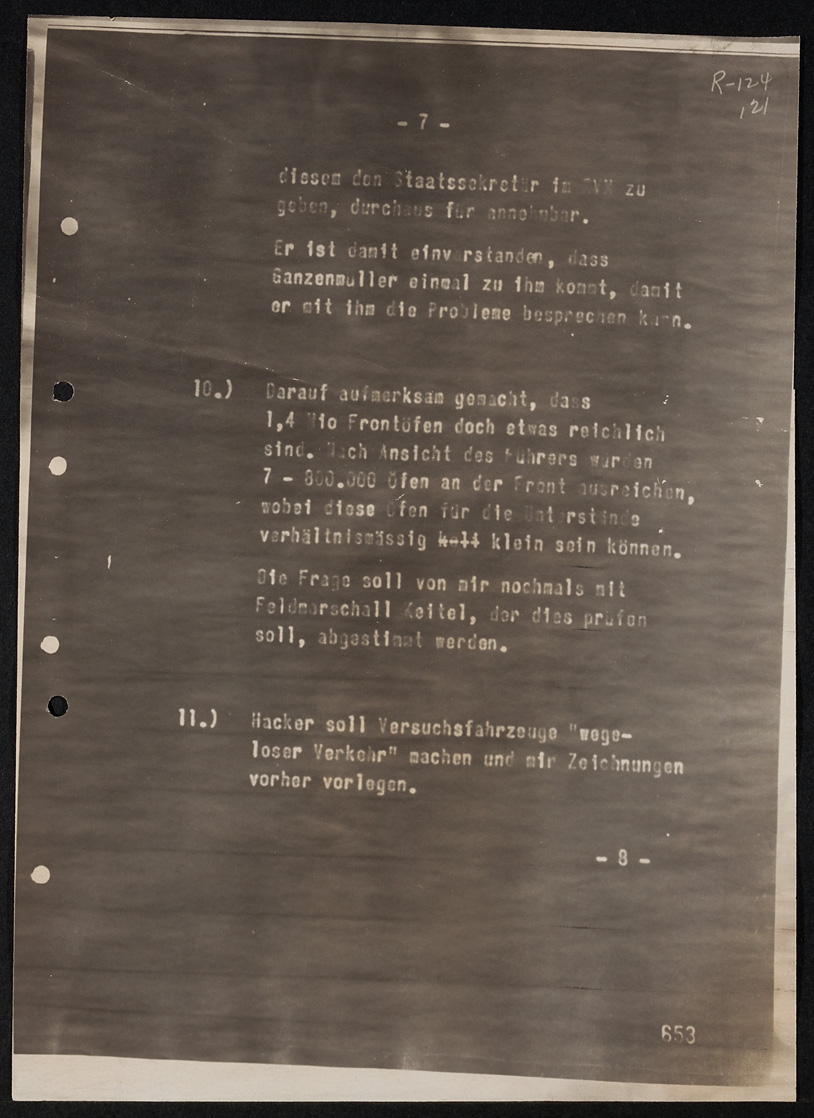 R-124
121
- 7 -
diesem den Staatssekretär im RVM zu
geben, durchaus für annehmbar.
Er ist damit einverstanden, dass
Ganzenmuller einmal zu ihm kommt, damit
er mit ihm die Probleme besprechen kann.
10.) Darauf aufmerksam gemacht, dass
1,4 Mio Frontöfen doch etwas reichlich
sind. Nach Ansicht des Führers würden
7 - 800.000 Öfen an der Front ausreichen,
wobei diese Öfen für die Unterstände
verhältnismässig klein sein können.
Die Frage soll von mir nochmals mit
Feldmarschall Keitel, der dies prüfen
soll, abgestimmt werden.
11.) Hacker soll Versuchsfahrzeuge "wege-
loser Verkehr" machen und mir Zeichnungen
vorher vorlegen.
- 8 -
653